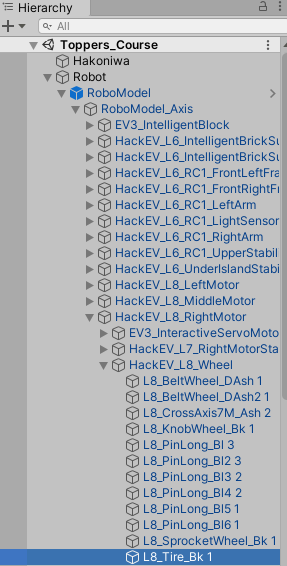 Hierarchy
All
Toppers_Course
Hakoniwa
Robot
RoboModel
RoboModel_Axis
EV3_IntelligentBlock
HackEV_L6_IntelligentBrickSu
HackEV_L6_IntelligentBrickSu
HackEV_L6_RC1_FrontLeftFra
HackEV_L6_RC1_FrontRightFr
HackEV_L6_RC1_LeftArm
HackEV_L6_RC1_LightSensor
HackEV_L6_RC1_RightArm
HackEV_L6_RC1_UpperStabil
HackEV_L6_UnderIslandStabi
HackEV_L8_LeftMotor
HackEV_L8_MiddleMotor
HackEV_L8_RightMotor
EV3_InteractiveServoMoto
HackEV_L7_RightMotorSta
HackEV_L8_Wheel
L8_BeltWheel_DAsh 1
L8_BeltWheel_DAsh2 1
L8_CrossAxis7M_Ash 2
L8_KnobWheel_Bk 1
L8_PinLong_Bl 3
L8_PinLong_Bl2 3
L8_PinLong_Bl3 2
L8_PinLong_Bl4 2
L8_PinLong_Bl5 1
L8_PinLong_Bl6 1
L8_SprocketWheel_Bk 1
L8_Tire_Bk 1